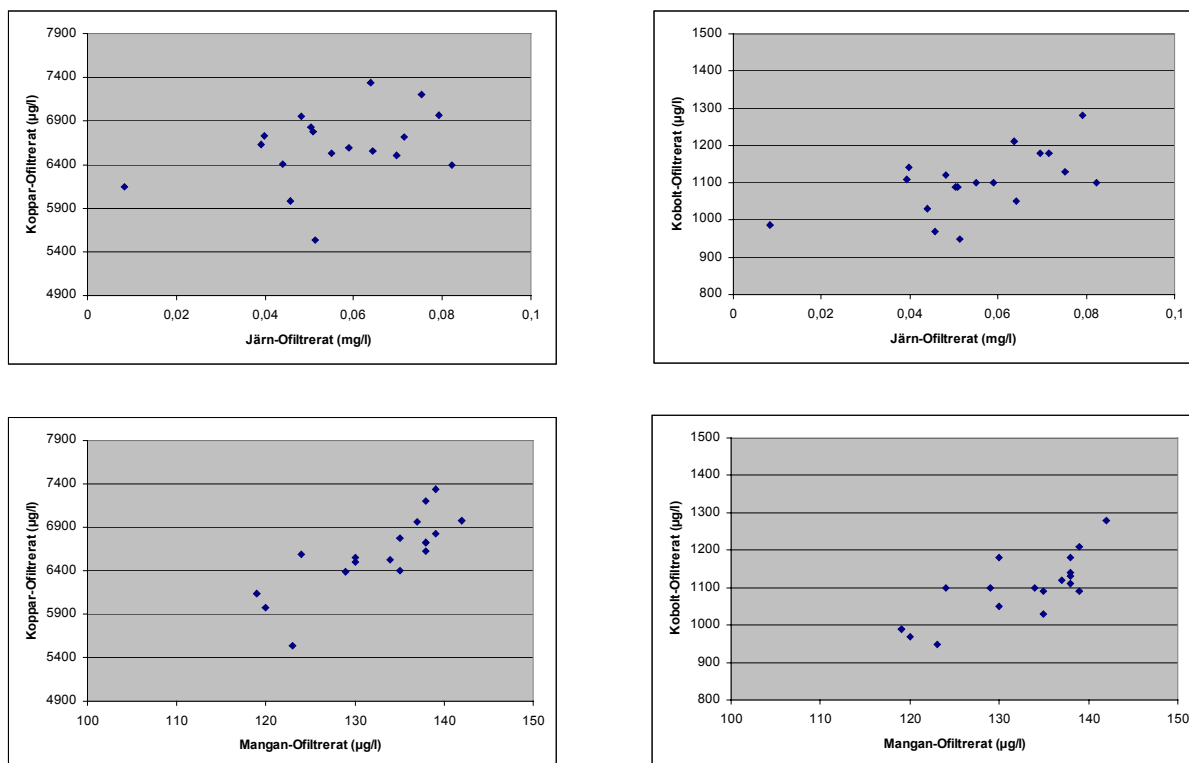 7900
7400
6900
6400
5900
5400
4900
Koppar-Ofiltrerat (µg/l)
0 0,02 0,04 0,06 0,08 0,1
Järn-Ofiltrerat (mg/l)
1500
1400
1300
1200
1100
1000
900
800
Kobolt-Ofiltrerat (µg/l)
0 0,02 0,04 0,06 0,08 0,1
Järn-Ofiltrerat (mg/l)
7900
7400
6900
6400
5900
5400
4900
Koppar-Ofiltrerat (µg/l)
100 110 120 130 140 150
Mangan-Ofiltrerat (µg/l)
1500
1400
1300
1200
1100
1000
900
800
Kobolt-Ofiltrerat (µg/l)
100 110 120 130 140 150
Mangan-Ofiltrerat (µg/l)